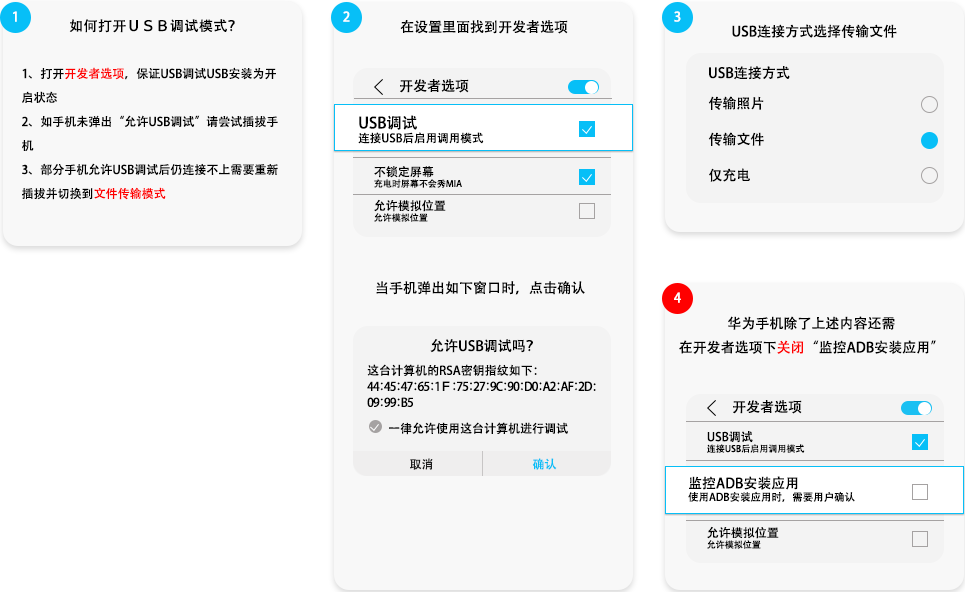 1
如何打开ＵＳＢ调试模式？
1、打开开发者选项，保证USB调试USB安装为开
启状态
2、如手机未弹出“允许USB调试”请尝试插拔手
机
3、部分手机允许USB调试后仍连接不上需要重新
插拔并切换到文件传输模式
2
在设置里面找到开发者选项
开发者选项
USB调试
连接USB后启用调用模式
不锁定屏幕
充电时屏幕不会秀MIA
允许模拟位置
允许模拟位置
当手机弹出如下窗口时，点击确认
允许USB调试吗？
这台计算机的RSA密钥指纹如下：
44:45:47:65:1F:75:27:9C:90:D0:A2:AF:2D:
09:99:B5
一律允许使用这台计算机进行调试
取消
确认
3
USB连接方式选择传输文件
USB连接方式
传输照片
传输文件
仅充电
4
华为手机除了上述内容还需
在开发者选项下关闭“监控ADB安装应用”
开发者选项
USB调试
连接USB后启用调用模式
监控ADB安装应用
使用ADB安装应用时，需要用户确认
允许模拟位置
允许模拟位置